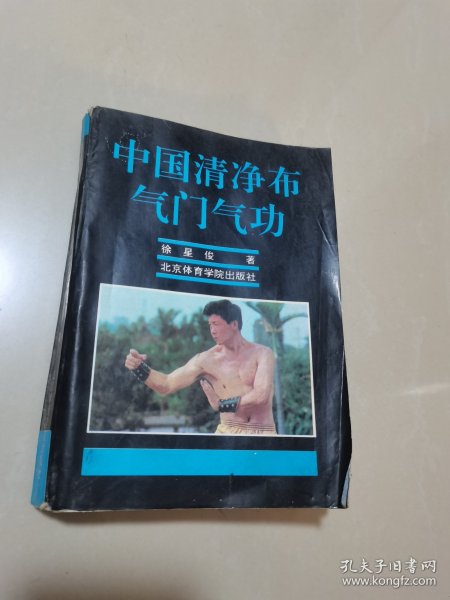 中国清净布
气门气功
徐星俊 著
北京体育学院出版社
孔夫子旧书网
www.kongfz.com